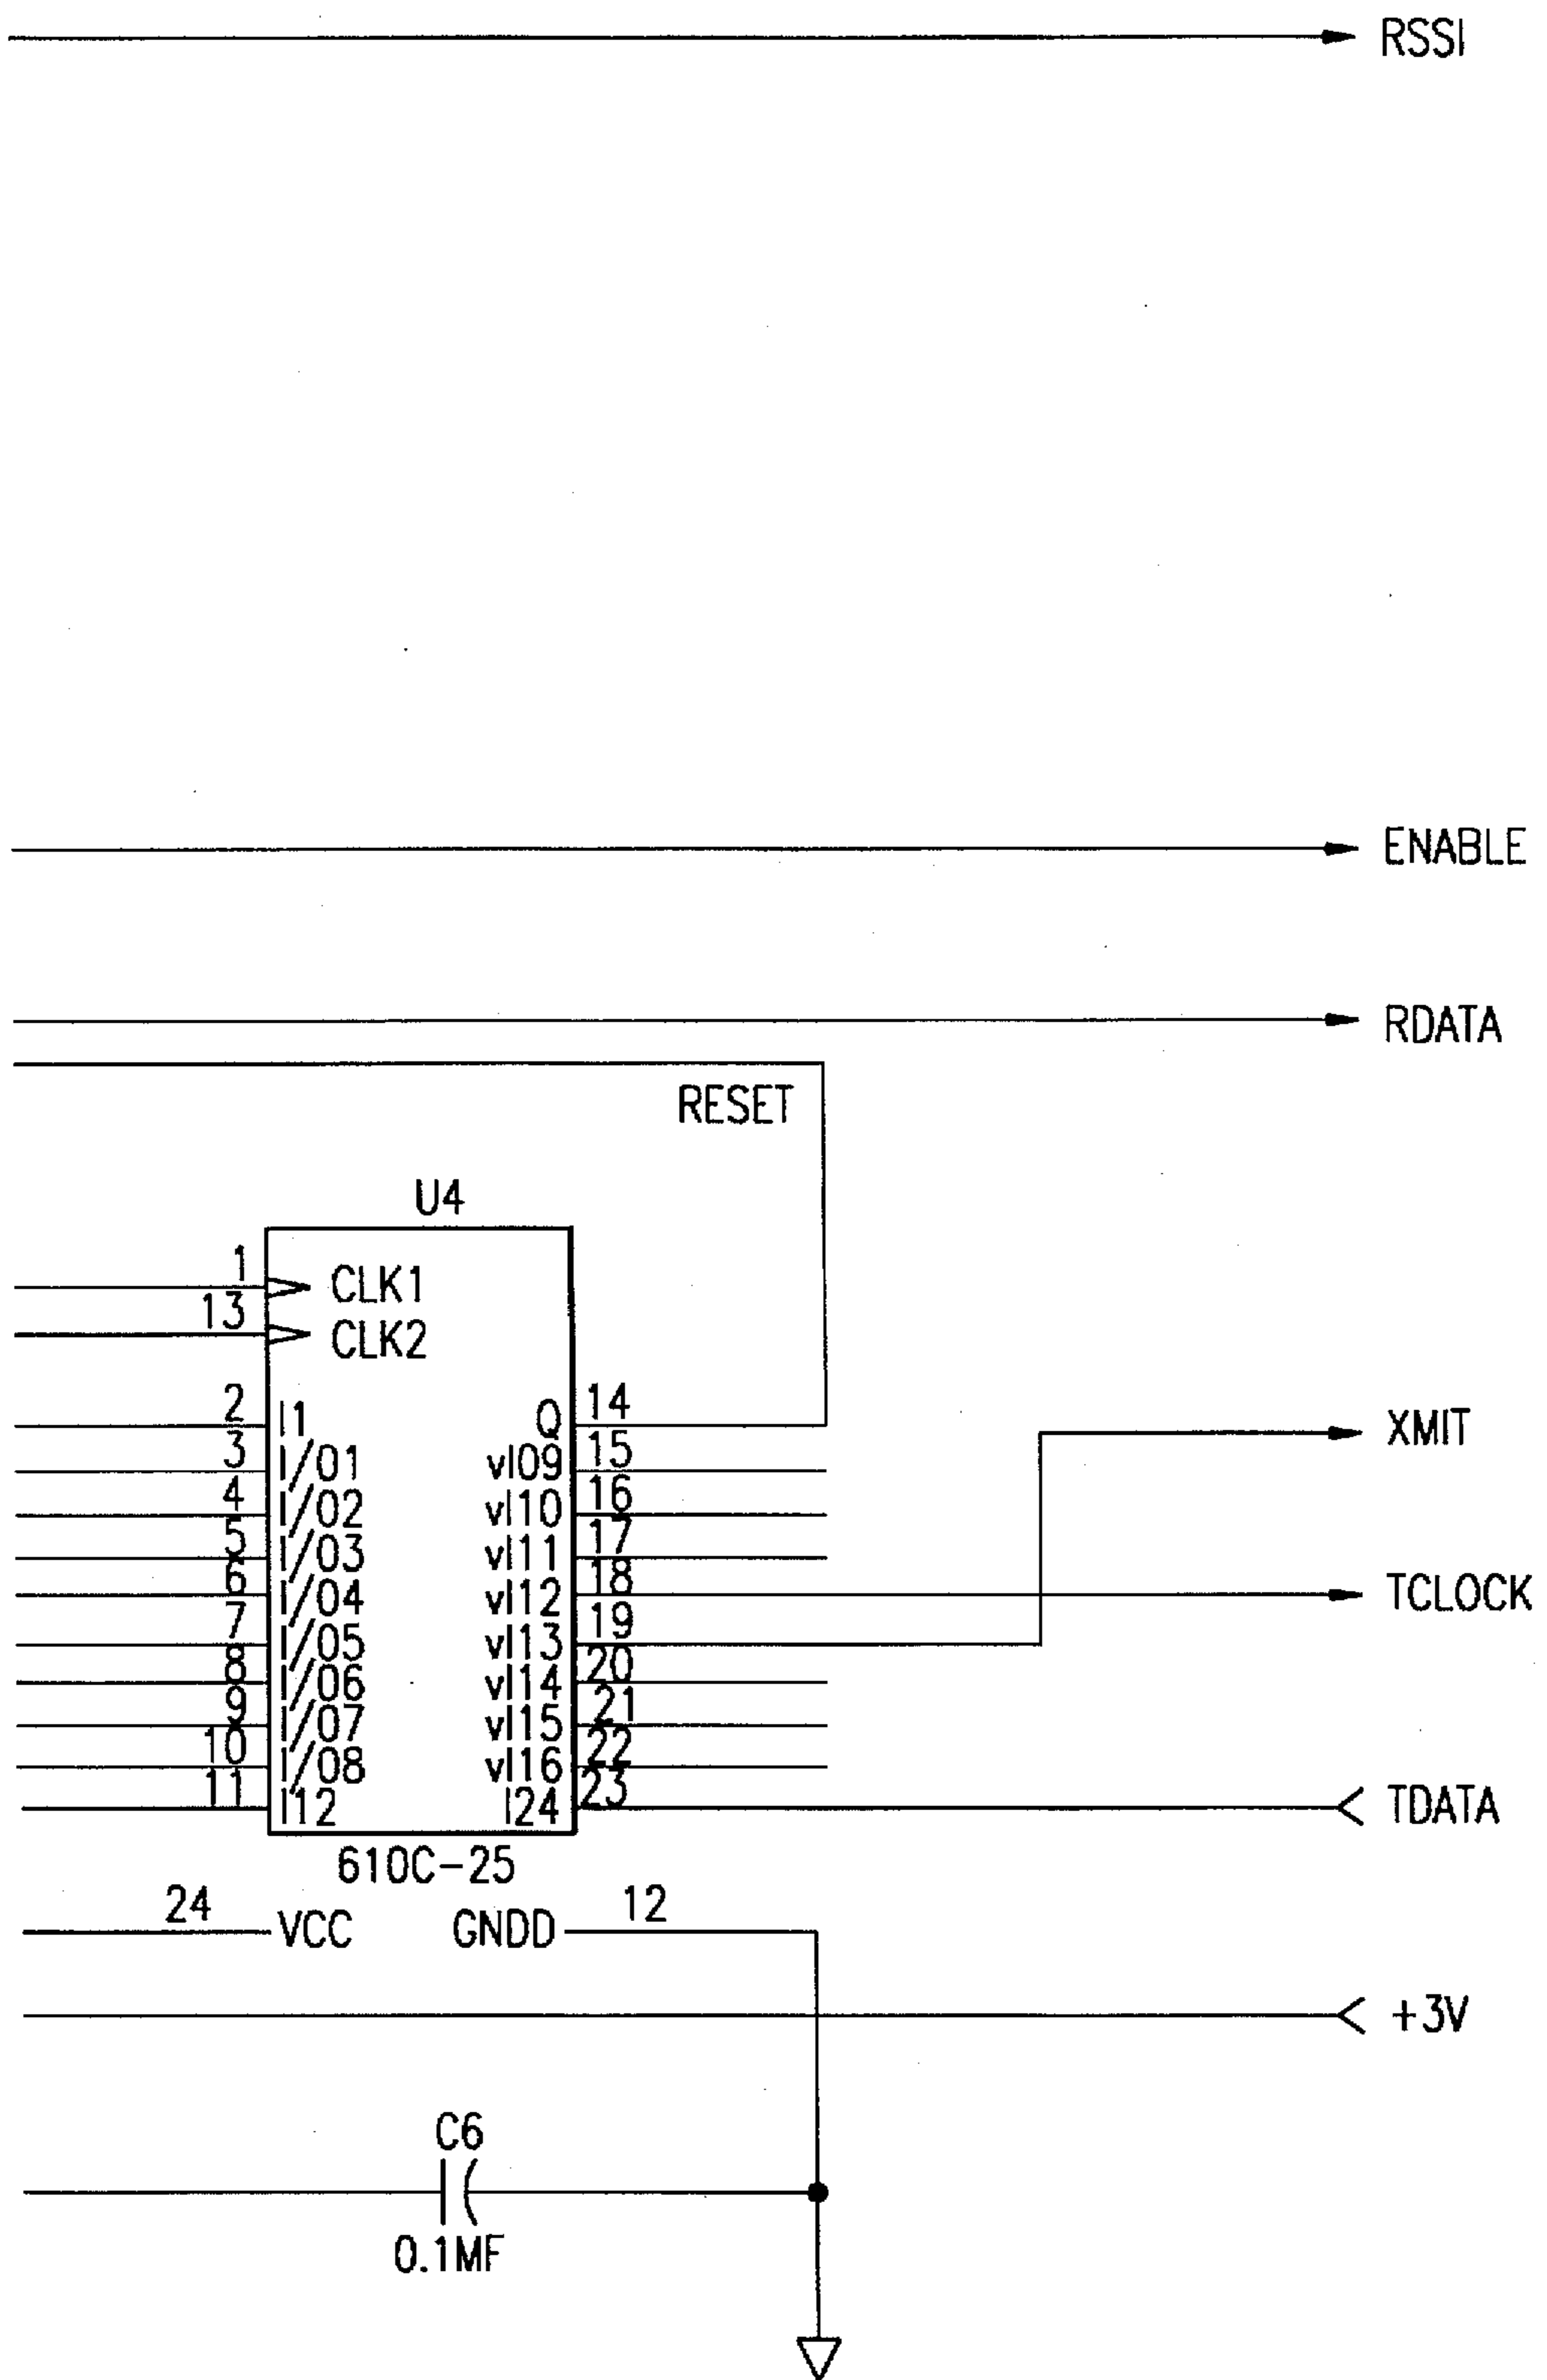 RSSI
ENABLE
RDATA
RESET
U4
1 CLK1
13 CLK2
2 I1 Q 14
3 I/01 vI09 15
4 I/02 vI10 16
5 I/03 vI11 17
6 I/04 vI12 18
7 I/05 vI13 19
8 I/06 vI14 20
9 I/07 vI15 21
10 I/08 vI16 22
11 I12 I24 23
XMIT
TCLOCK
TDATA
610C-25
24 VCC GNDD 12
+3V
C6
0.1MF